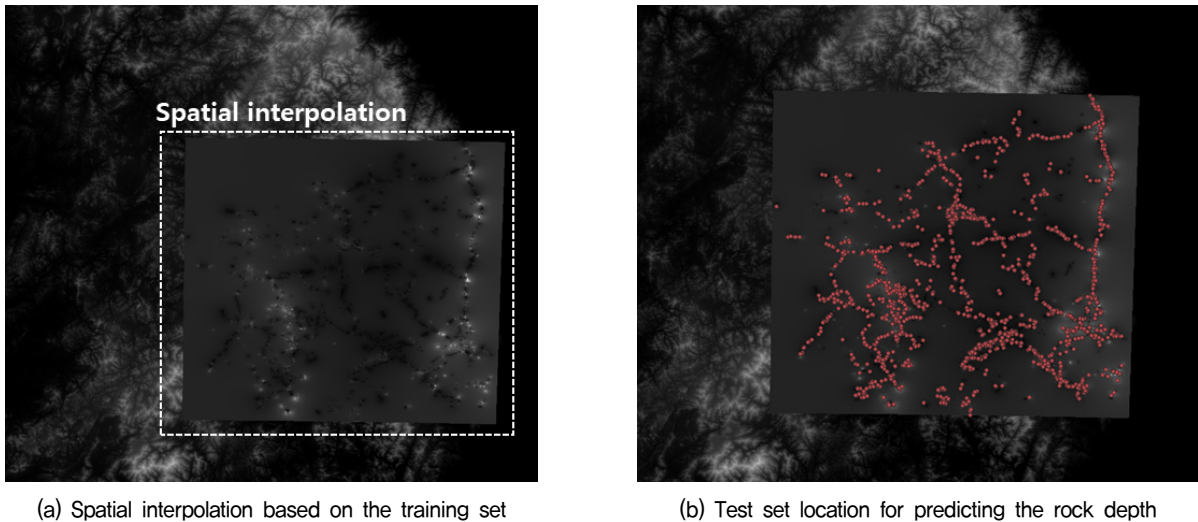 Spatial interpolation
(a) Spatial interpolation based on the training set
(b) Test set location for predicting the rock depth